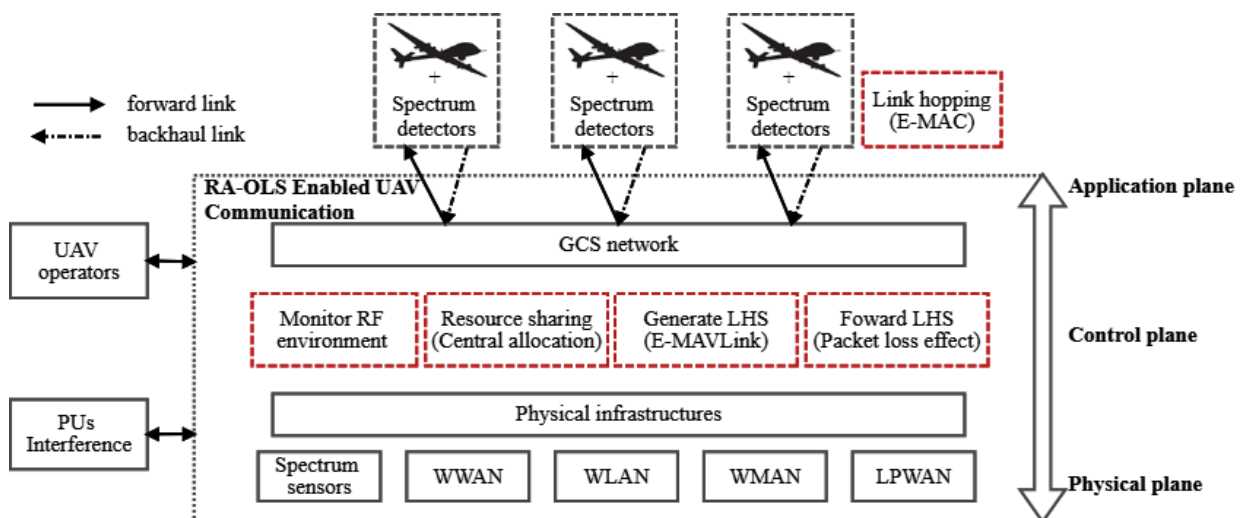 forward link
backhaul link
+
Spectrum
detectors
+
Spectrum
detectors
+
Spectrum
detectors
Link hopping
(E-MAC)
RA-OLS Enabled UAV
Communication
Application plane
GCS network
UAV
operators
Monitor RF
environment
Resource sharing
(Central allocation)
Generate LHS
(E-MAVLink)
Foward LHS
(Packet loss effect)
Control plane
Physical infrastructures
PUs
Interference
Spectrum
sensors
WWAN
WLAN
WMAN
LPWAN
Physical plane